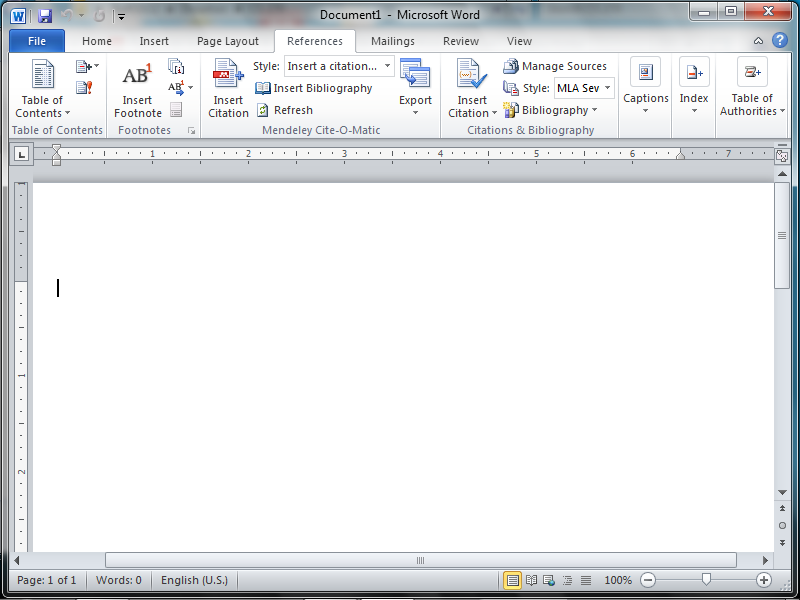 Document1 - Microsoft Word
File Home Insert Page Layout References Mailings Review View
Table of Contents
AB1 Insert Footnote
AB1
Insert Citation
Style: Insert a citation...
Insert Bibliography
Refresh
Export
Insert Citation
Manage Sources
Style: MLA Sev
Bibliography
Captions
Index
Table of Authorities
Table of Contents Footnotes Mendeley Cite-O-Matic Citations & Bibliography
L 1 2 3 4 5 6 7
1
2
Page: 1 of 1 Words: 0 English (U.S.) 100%